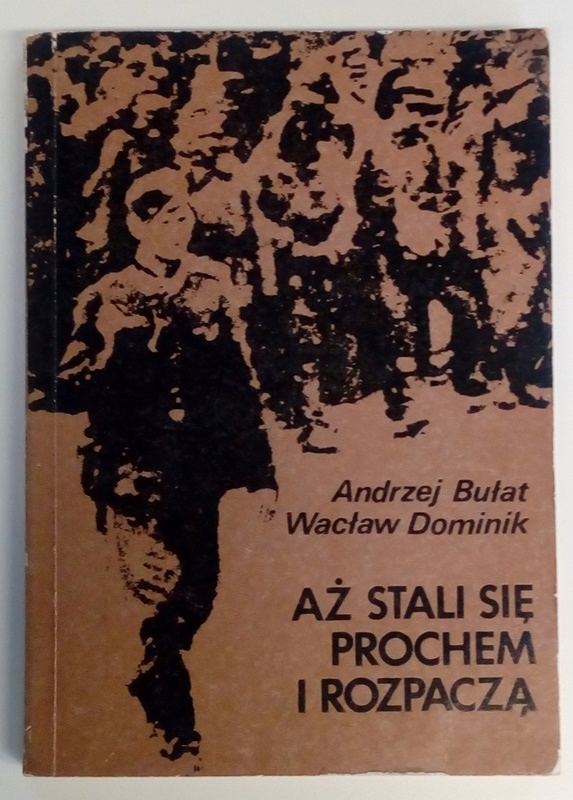 Andrzej Bułat
Wacław Dominik
AŻ STALI SIĘ
PROCHEM
I ROZPACZĄ